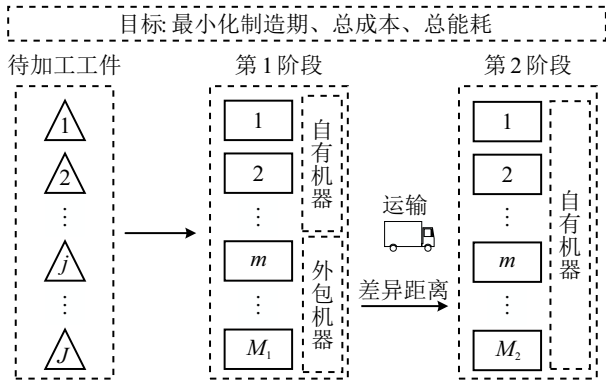 目标: 最小化制造期、总成本、总能耗
待加工工件
1
2
⋮
j
⋮
J
第1阶段
1
2
⋮
m
⋮
M₁
自有机器
外包机器
运输
差异距离
第2阶段
1
2
⋮
m
⋮
M₂
自有机器